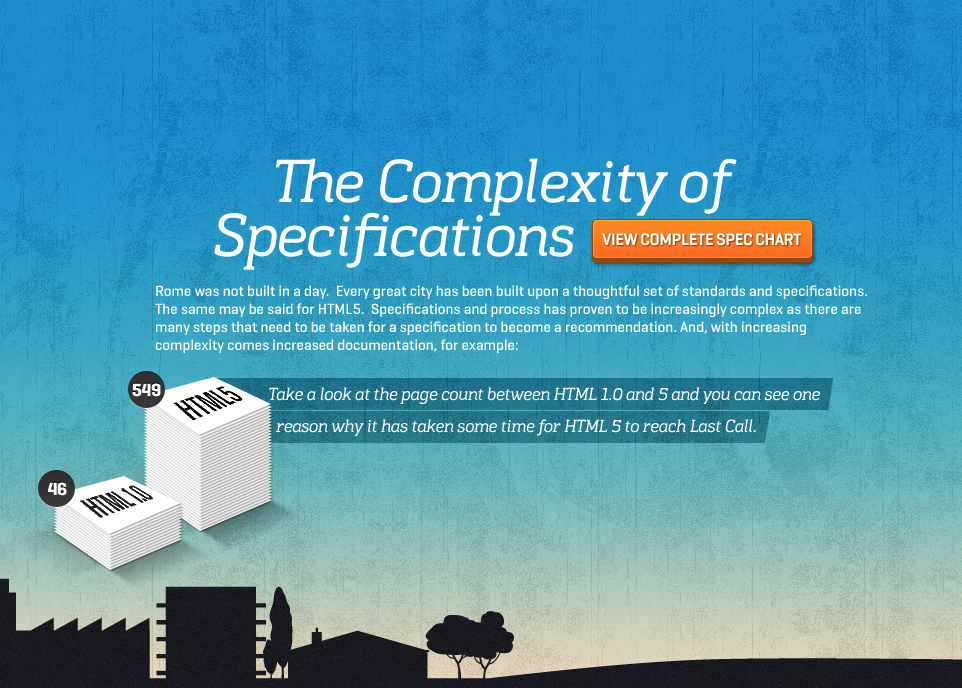 The Complexity of
Specifications
VIEW COMPLETE SPEC CHART
Rome was not built in a day.  Every great city has been built upon a thoughtful set of standards and specifications.
The same may be said for HTML5.  Specifications and process has proven to be increasingly complex as there are
many steps that need to be taken for a specification to become a recommendation. And, with increasing
complexity comes increased documentation, for example:
549
HTML5
Take a look at the page count between HTML 1.0 and 5 and you can see one
reason why it has taken some time for HTML 5 to reach Last Call.
46
HTML 1.0